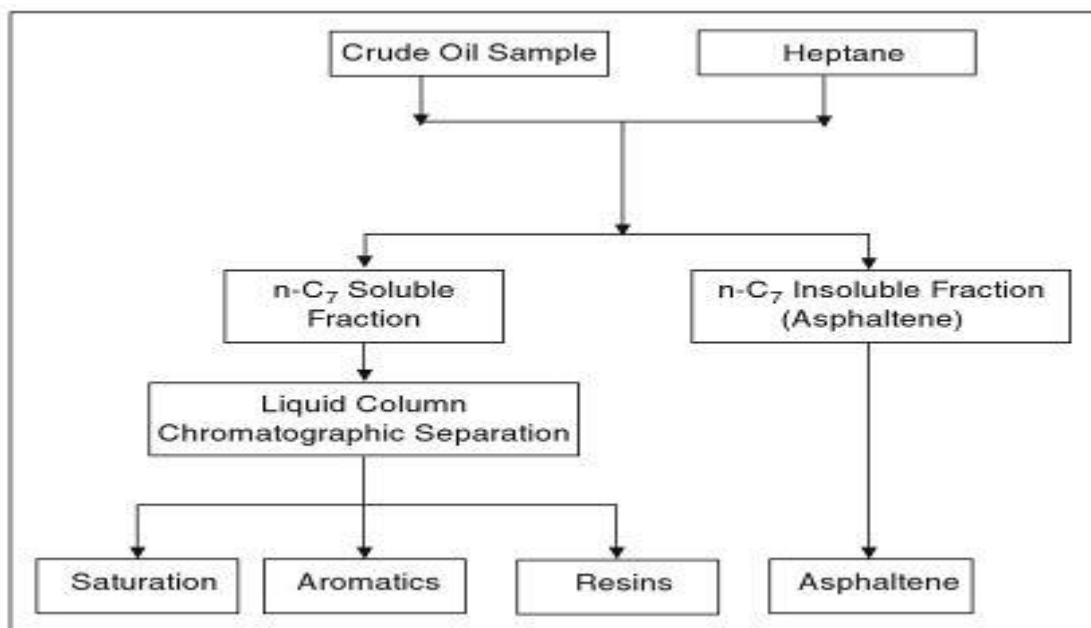 Crude Oil Sample
Heptane
n-C₇ Soluble
Fraction
n-C₇ Insoluble Fraction
(Asphaltene)
Liquid Column
Chromatographic Separation
Saturation
Aromatics
Resins
Asphaltene